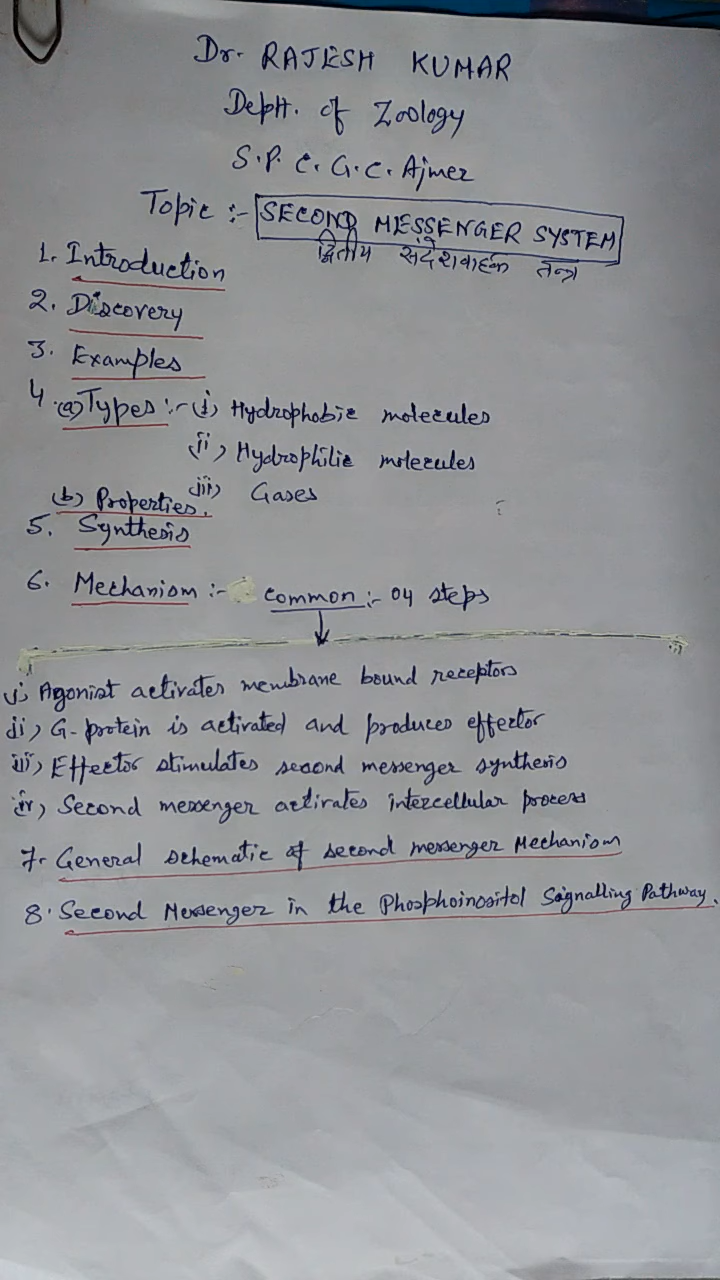 Dr. RAJESH KUMAR
Deptt. of Zoology
S.P. C. G.C. Ajmer
Topic :- SECOND MESSENGER SYSTEM
द्वितीय संदेशवाहक तन्त्र
1. Introduction
2. Discovery
3. Examples
4. (a) Types :- (i) Hydrophobic molecules
ii) Hydrophilic molecules
iii) Gases
(b) Properties.
5. Synthesis
6. Mechanism :- Common :- 04 steps
i) Agonist activates membrane bound receptors
ii) G-protein is activated and produces effector
iii) Effector stimulates second messenger synthesis
iv) Second messenger activates intercellular process
7. General schematic of second messenger Mechanism
8. Second Messenger in the Phosphoinositol Signalling Pathway.